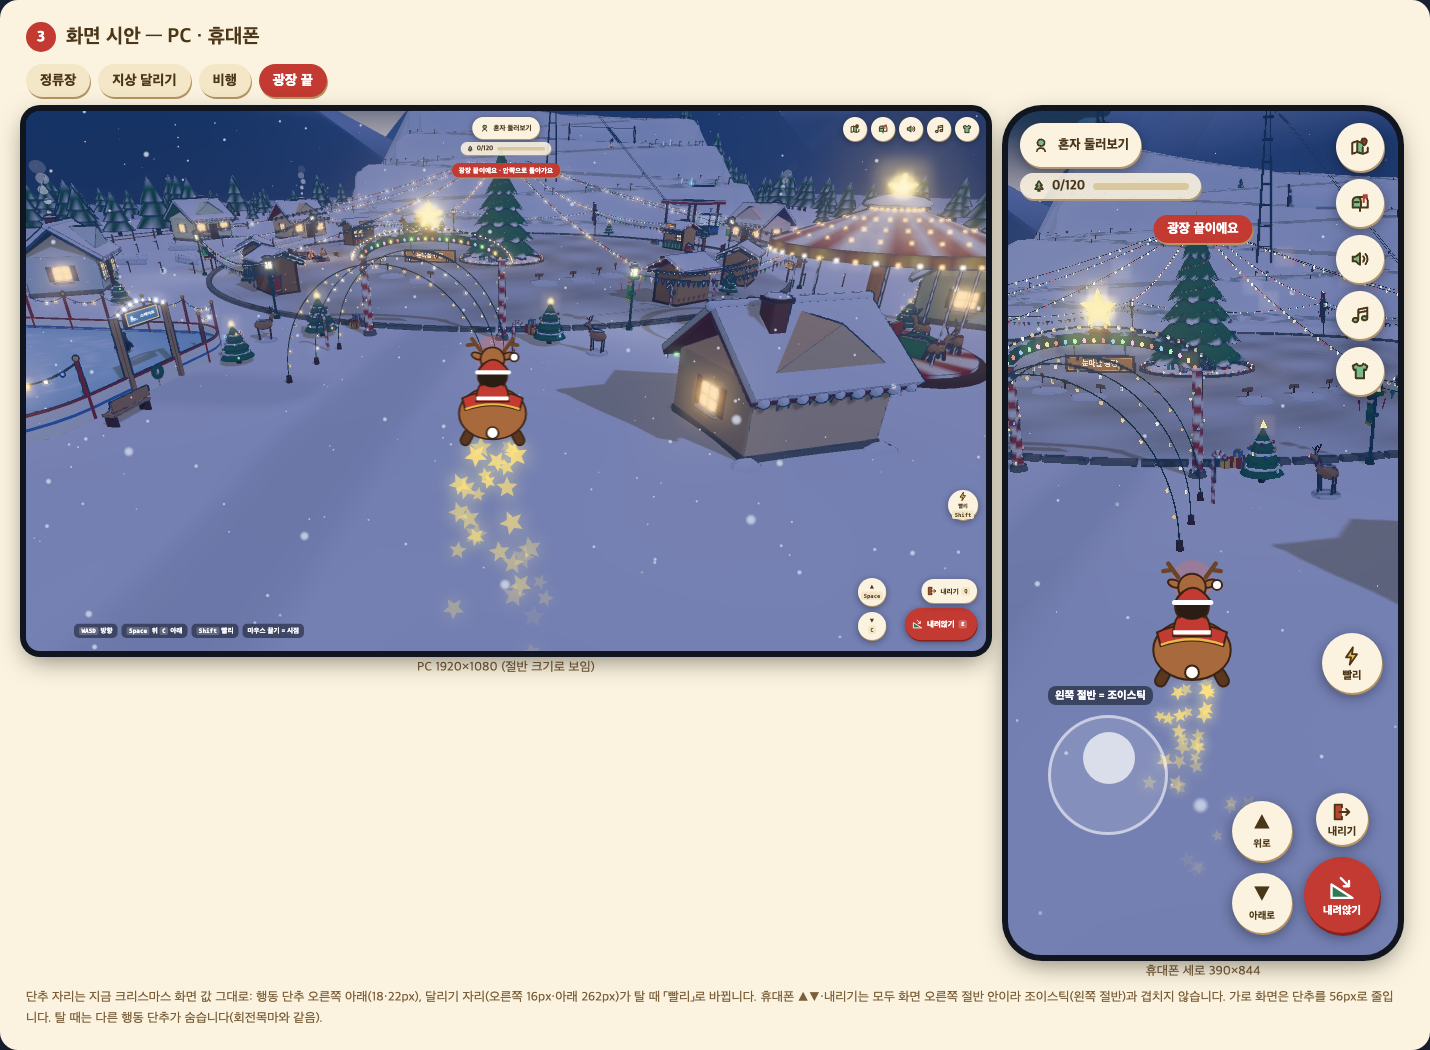 3 화면 시안 — PC · 휴대폰
정류장
지상 달리기
비행
광장 끝
혼자 둘러보기
0/120
광장 끝이에요 · 안쪽으로 돌아가요
스케이트
빨리
Shift
▲
Space
내리기 Q
▼
C
내려앉기 E
WASD 방향
Space 위 C 아래
Shift 빨리
마우스 끌기 = 시점
PC 1920×1080 (절반 크기로 보임)
혼자 둘러보기
0/120
광장 끝이에요
빨리
왼쪽 절반 = 조이스틱
▲
위로
내리기
▼
아래로
내려앉기
휴대폰 세로 390×844
단추 자리는 지금 크리스마스 화면 값 그대로: 행동 단추 오른쪽 아래(18·22px), 달리기 자리(오른쪽 16px·아래 262px)가 탈 때 「빨리」로 바뀝니다. 휴대폰 ▲▼·내리기는 모두 화면 오른쪽 절반 안이라 조이스틱(왼쪽 절반)과 겹치지 않습니다. 가로 화면은 단추를 56px로 줄입
니다. 탈 때는 다른 행동 단추가 숨습니다(회전목마와 같음).